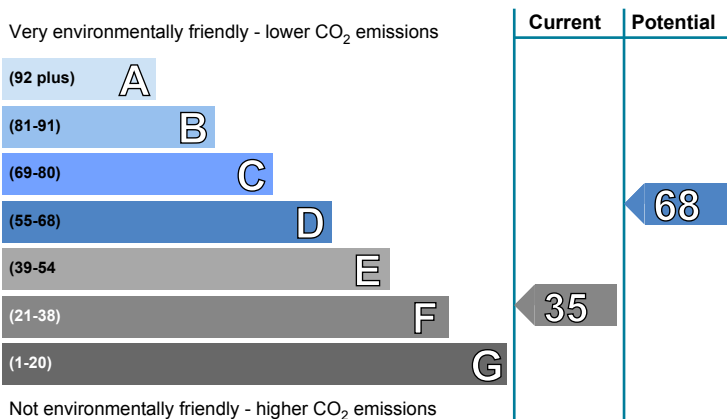 Current Potential
Very environmentally friendly - lower CO2 emissions
(92 plus) A
(81-91) B
(69-80) C
(55-68) D
68
(39-54 E
(21-38) F
35
(1-20) G
Not environmentally friendly - higher CO2 emissions